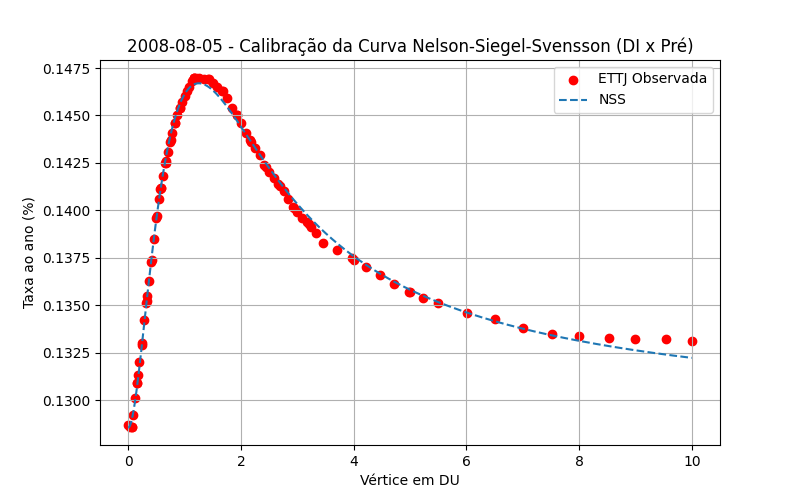 2008-08-05 - Calibração da Curva Nelson-Siegel-Svensson (DI x Pré)
ETTJ Observada
NSS
Taxa ao ano (%)
0.1475
0.1450
0.1425
0.1400
0.1375
0.1350
0.1325
0.1300
0 2 4 6 8 10
Vértice em DU